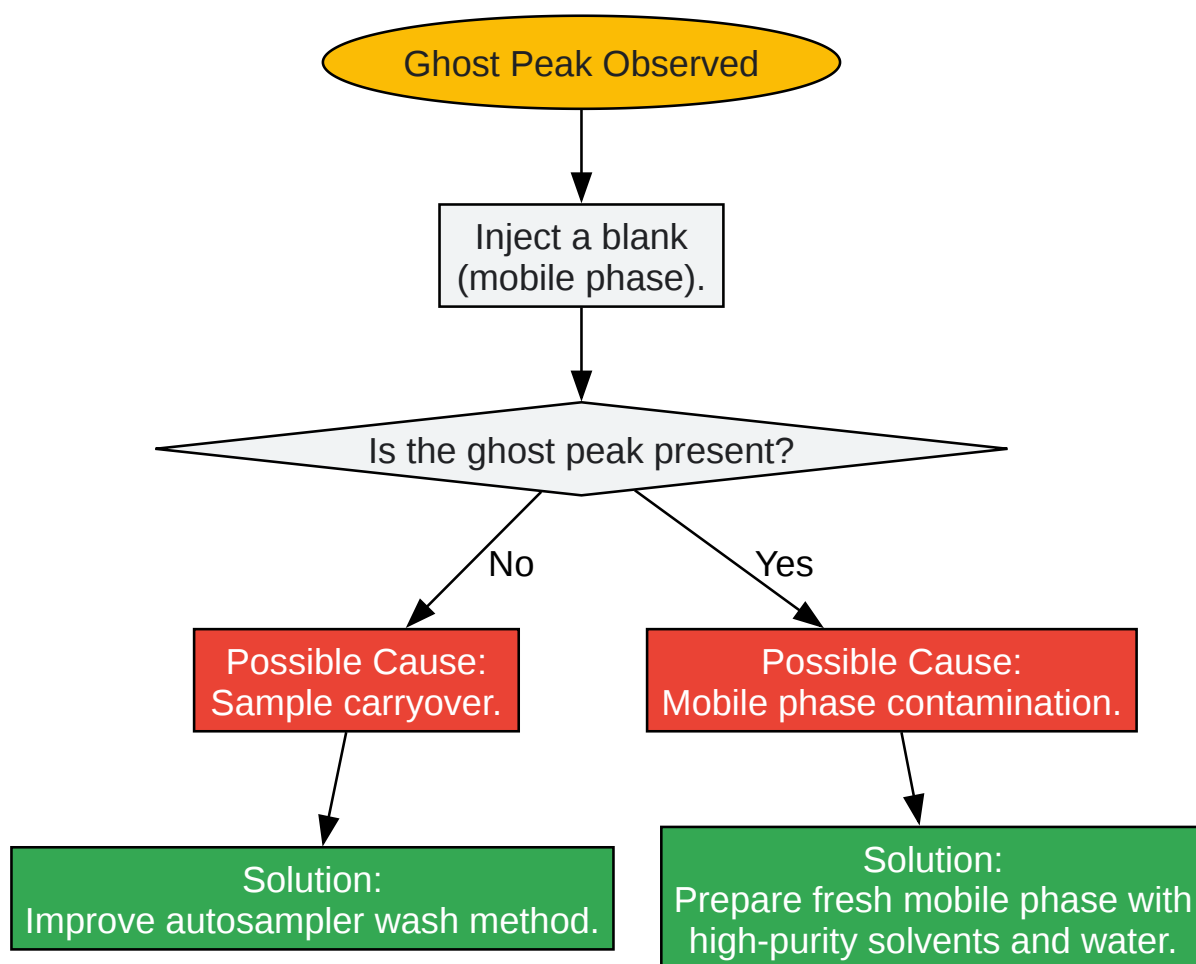 Ghost Peak Observed
Inject a blank
(mobile phase).
Is the ghost peak present?
No
Yes
Possible Cause:
Sample carryover.
Possible Cause:
Mobile phase contamination.
Solution:
Improve autosampler wash method.
Solution:
Prepare fresh mobile phase with
high-purity solvents and water.